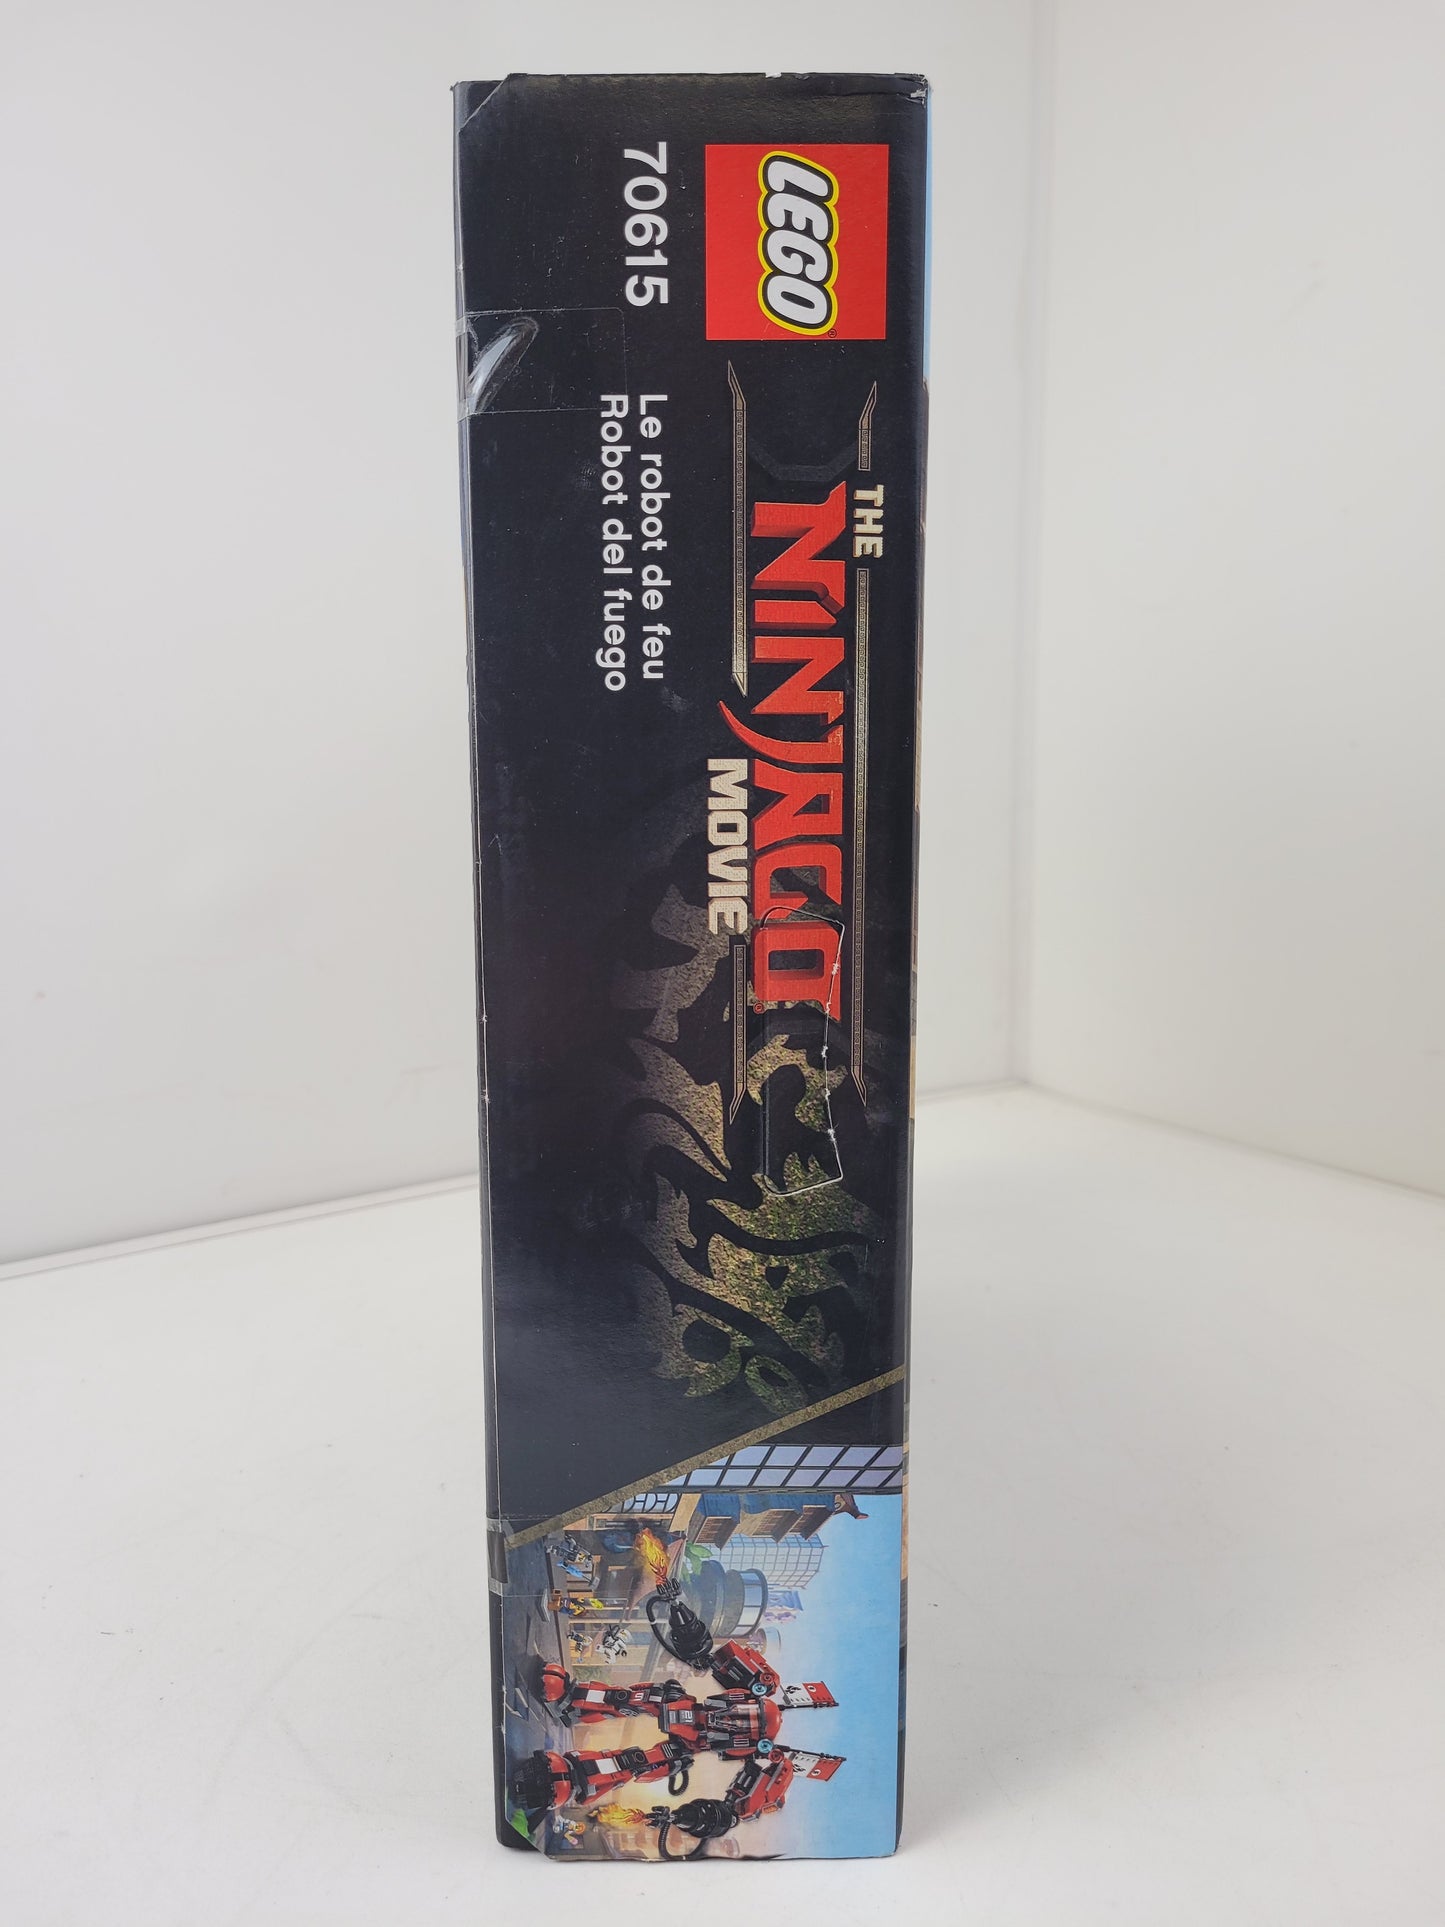 LEGO®
THE
NINJAGO®
MOVIE
70615
Le robot de feu
Robot del fuego